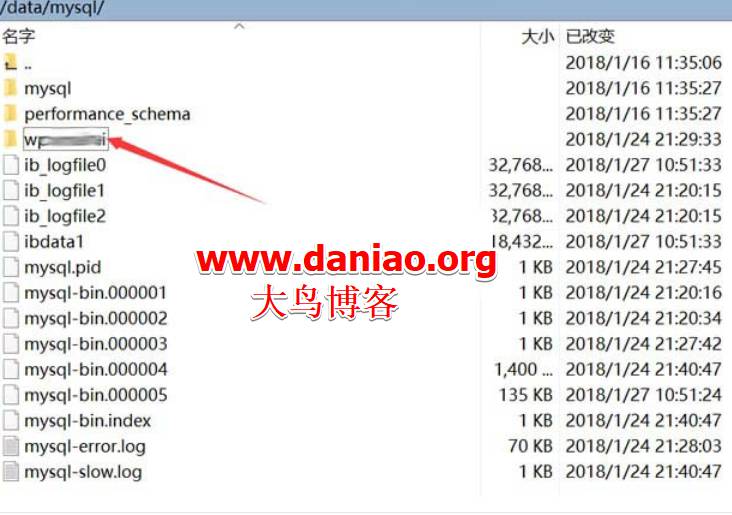 /data/mysql/
名字 大小 已改变
.. 2018/1/16 11:35:06
mysql 2018/1/16 11:35:27
performance_schema 2018/1/16 11:35:27
2018/1/24 21:29:33
ib_logfile0 32,768... 2018/1/27 10:51:33
ib_logfile1 32,768... 2018/1/24 21:20:15
ib_logfile2 32,768... 2018/1/24 21:20:15
ibdata1 18,432... 2018/1/27 10:51:33
www.daniao.org
mysql.pid 1 KB 2018/1/24 21:27:45
mysql-bin.000001 1 KB 2018/1/24 21:20:16
大鸟博客
mysql-bin.000002 1 KB 2018/1/24 21:20:34
mysql-bin.000003 1 KB 2018/1/24 21:27:42
mysql-bin.000004 1,400 ... 2018/1/24 21:40:47
mysql-bin.000005 135 KB 2018/1/27 10:51:24
mysql-bin.index 1 KB 2018/1/24 21:40:47
mysql-error.log 70 KB 2018/1/24 21:28:03
mysql-slow.log 1 KB 2018/1/24 21:40:47